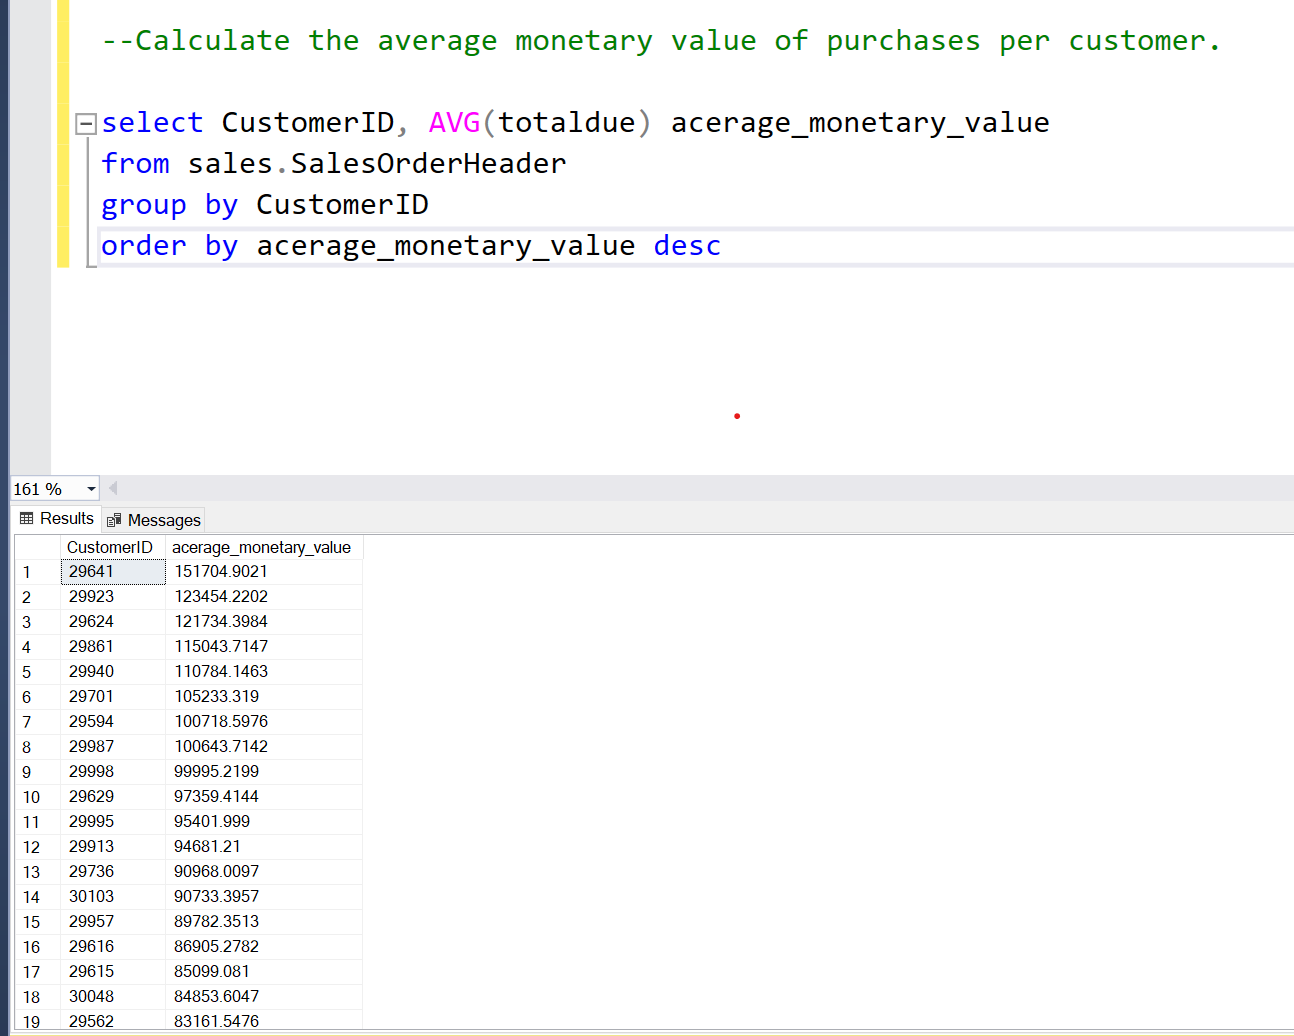 --Calculate the average monetary value of purchases per customer.
select CustomerID, AVG(totaldue) acerage_monetary_value
from sales.SalesOrderHeader
group by CustomerID
order by acerage_monetary_value desc
161 %
Results Messages
CustomerID acerage_monetary_value
1 29641 151704.9021
2 29923 123454.2202
3 29624 121734.3984
4 29861 115043.7147
5 29940 110784.1463
6 29701 105233.319
7 29594 100718.5976
8 29987 100643.7142
9 29998 99995.2199
10 29629 97359.4144
11 29995 95401.999
12 29913 94681.21
13 29736 90968.0097
14 30103 90733.3957
15 29957 89782.3513
16 29616 86905.2782
17 29615 85099.081
18 30048 84853.6047
19 29562 83161.5476